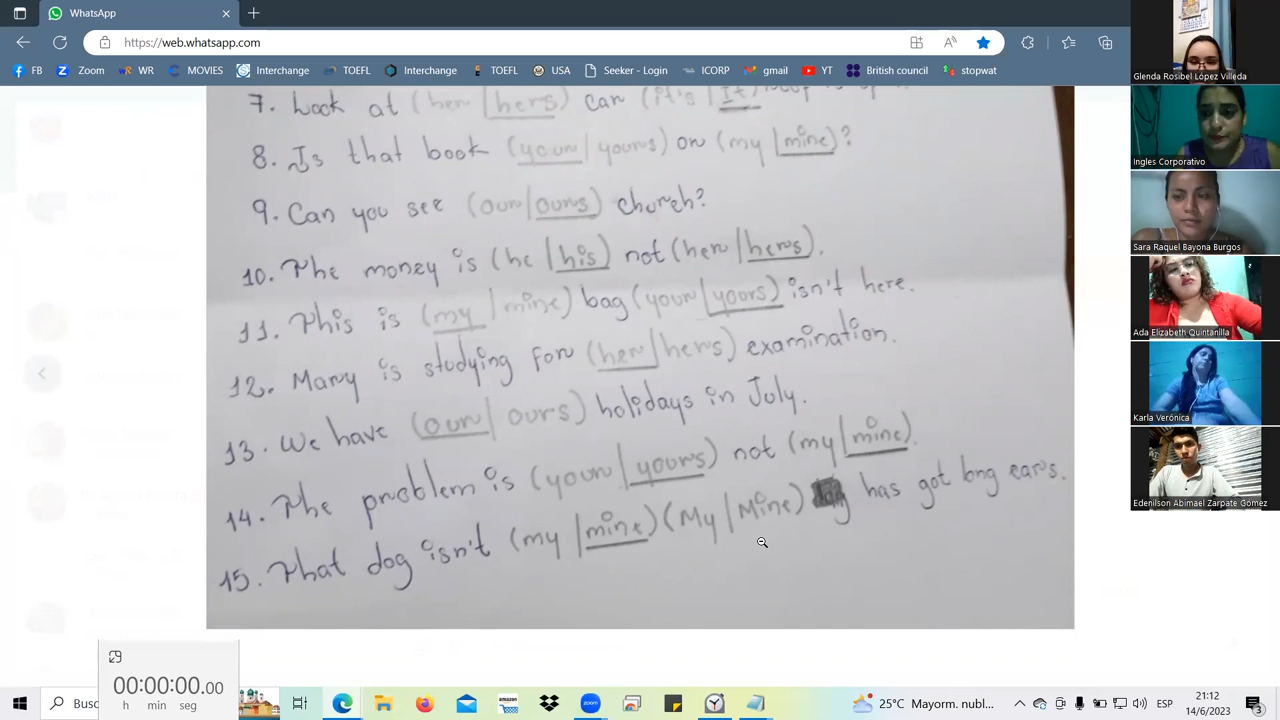 WhatsApp
https://web.whatsapp.com
FB Zoom WR MOVIES Interchange TOEFL Interchange TOEFL USA Seeker - Login ICORP gmail YT British council stopwat
7. Look at (her/hers) car (it's/It)
8. Is that book (your/yours) or (my/mine)?
9. Can you see (our/ours) church?
10. The money is (he/his) not (her/hers).
11. This is (my/mine) bag (your/yours) isn't here.
12. Mary is studying for (her/hers) examination.
13. We have (our/ours) holidays in July.
14. The problem is (your/yours) not (my/mine).
15. That dog isn't (my/mine) (My/Mine) has got long ears.
Glenda Rosibel López Villeda
Ingles Corporativo
Sara Raquel Bayona Burgos
Ada Elizabeth Quintanilla
Karla Verónica
Edenilson Abimael Zarpate Gómez
00:00:00.00
h min seg
Busc
25°C Mayorm. nubl...
ESP
21:12
14/6/2023
3